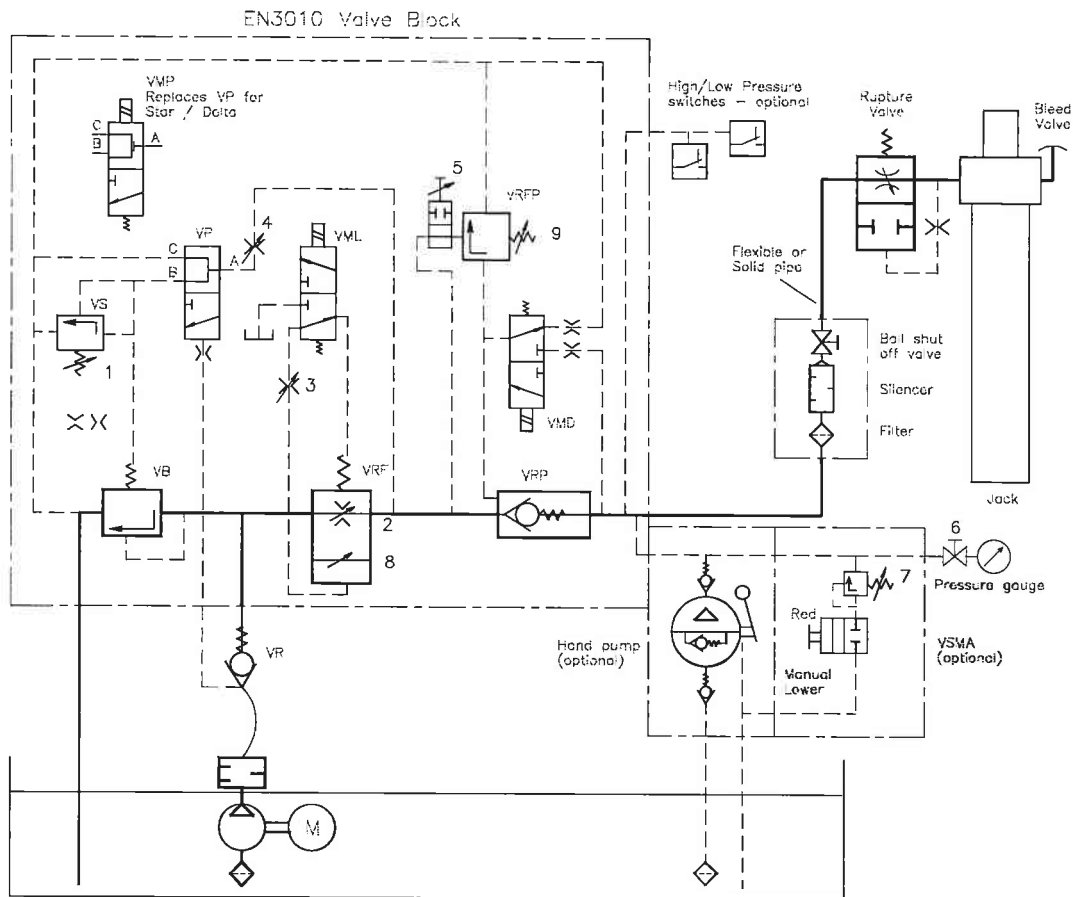 EN3010 Valve Block
VMP
Replaces VP for
Star / Delta
C
B
A
High/Low Pressure
switches - optional
Rupture
Valve
Bleed
Valve
5
VRFP
9
4
VP
VML
C
A
B
VS
1
3
Flexible or
Solid pipe
Ball shut
off valve
Silencer
Filter
VMD
VB
VRF
VRP
2
8
Jack
6
7
Pressure gauge
Red
Hand pump
(optional)
VSMA
(optional)
Manual
Lower
VR
M